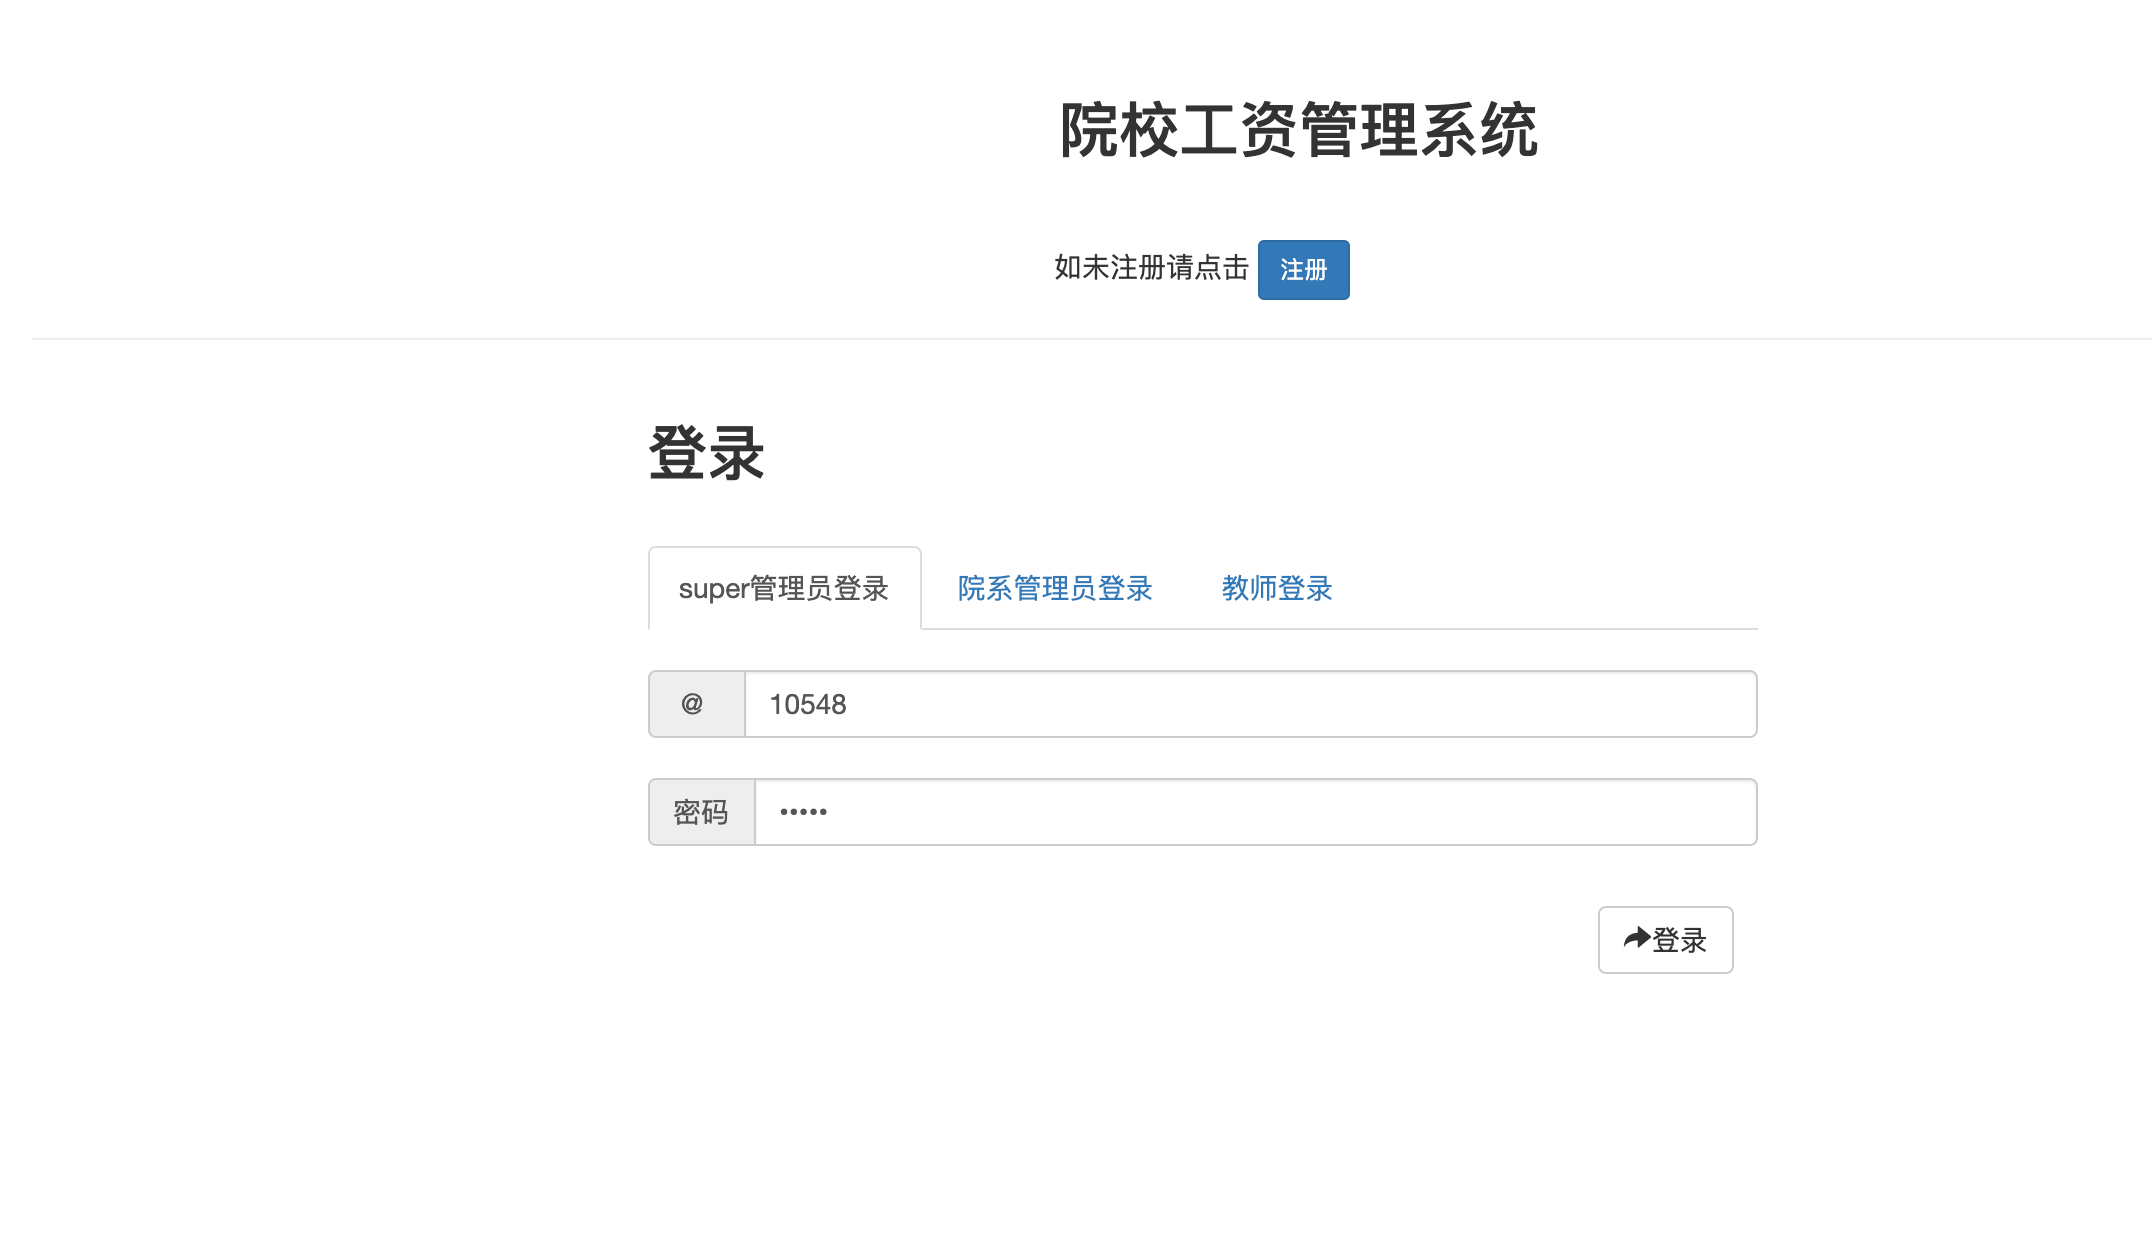 院校工资管理系统
如未注册请点击 注册
登录
super管理员登录 院系管理员登录 教师登录
@ 10548
密码 •••••
登录